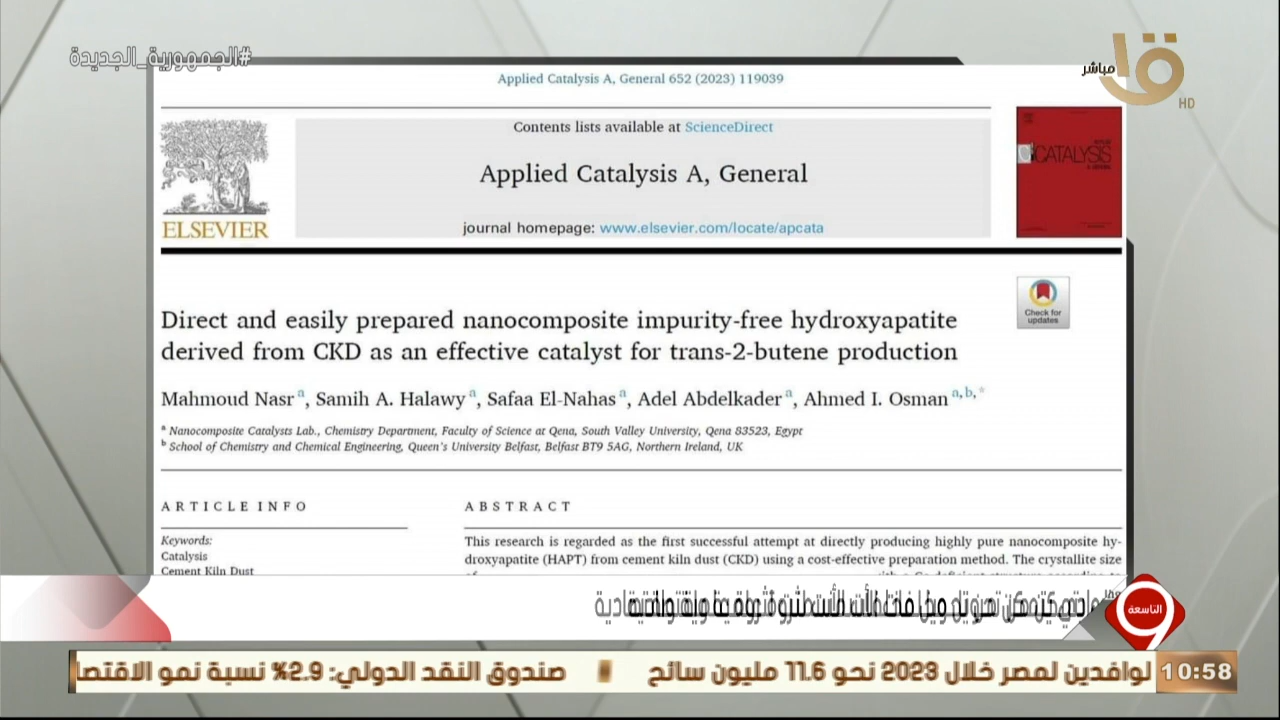 #الجمهورية_الجديدة
مباشر
HD
Applied Catalysis A, General 652 (2023) 119039
Contents lists available at ScienceDirect
Applied Catalysis A, General
journal homepage: www.elsevier.com/locate/apcata
ELSEVIER
CATALYSIS
Check for
updates
Direct and easily prepared nanocomposite impurity-free hydroxyapatite
derived from CKD as an effective catalyst for trans-2-butene production
Mahmoud Nasr a, Samih A. Halawy a, Safaa El-Nahas a, Adel Abdelkader a, Ahmed I. Osman a,b,*
a Nanocomposite Catalysts Lab., Chemistry Department, Faculty of Science at Qena, South Valley University, Qena 83523, Egypt
b School of Chemistry and Chemical Engineering, Queen's University Belfast, Belfast BT9 5AG, Northern Ireland, UK
ARTICLE INFO
ABSTRACT
Keywords:
Catalysis
Cement Kiln Dust
This research is regarded as the first successful attempt at directly producing highly pure nanocomposite hy-
droxyapatite (HAPT) from cement kiln dust (CKD) using a cost-effective preparation method. The crystallite size
التاسعة
9
10:58
لوافدين لمصر خلال 2023 نحو 11.6 مليون سائح
صندوق النقد الدولي: 2.9% نسبة نمو الاقتصا